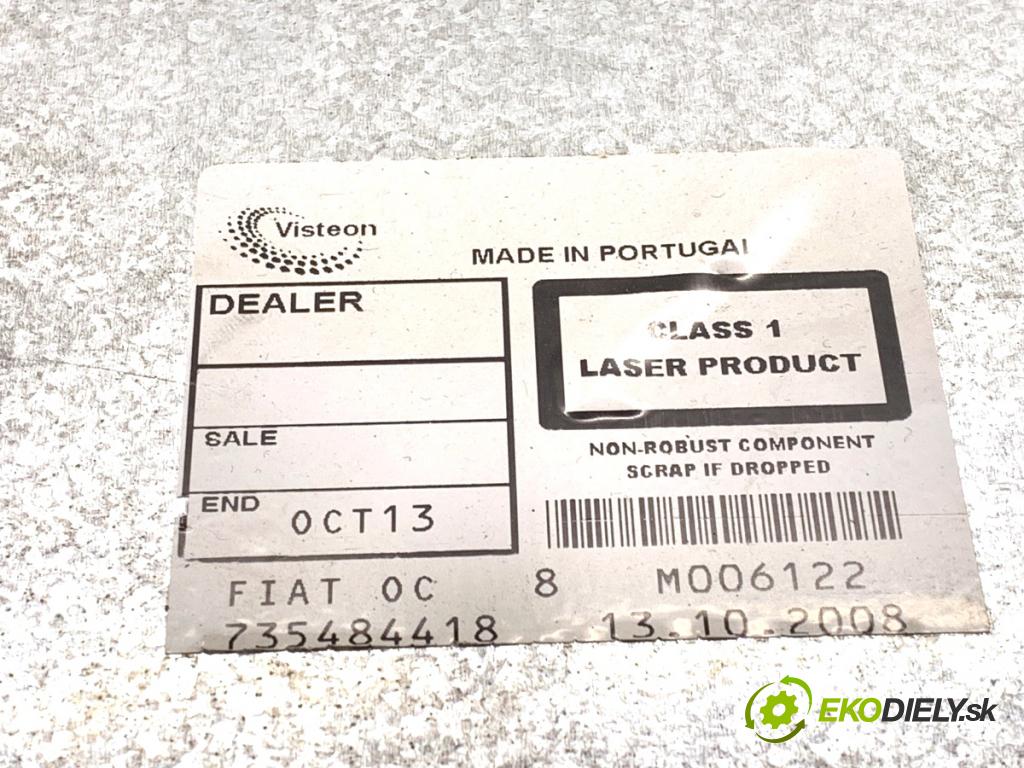 Visteon
MADE IN PORTUGAL
DEALER
CLASS 1
LASER PRODUCT
SALE
NON-ROBUST COMPONENT
SCRAP IF DROPPED
END OCT13
FIAT OC 8 M006122
735484418 13.10.2008
EKODIELY.sk